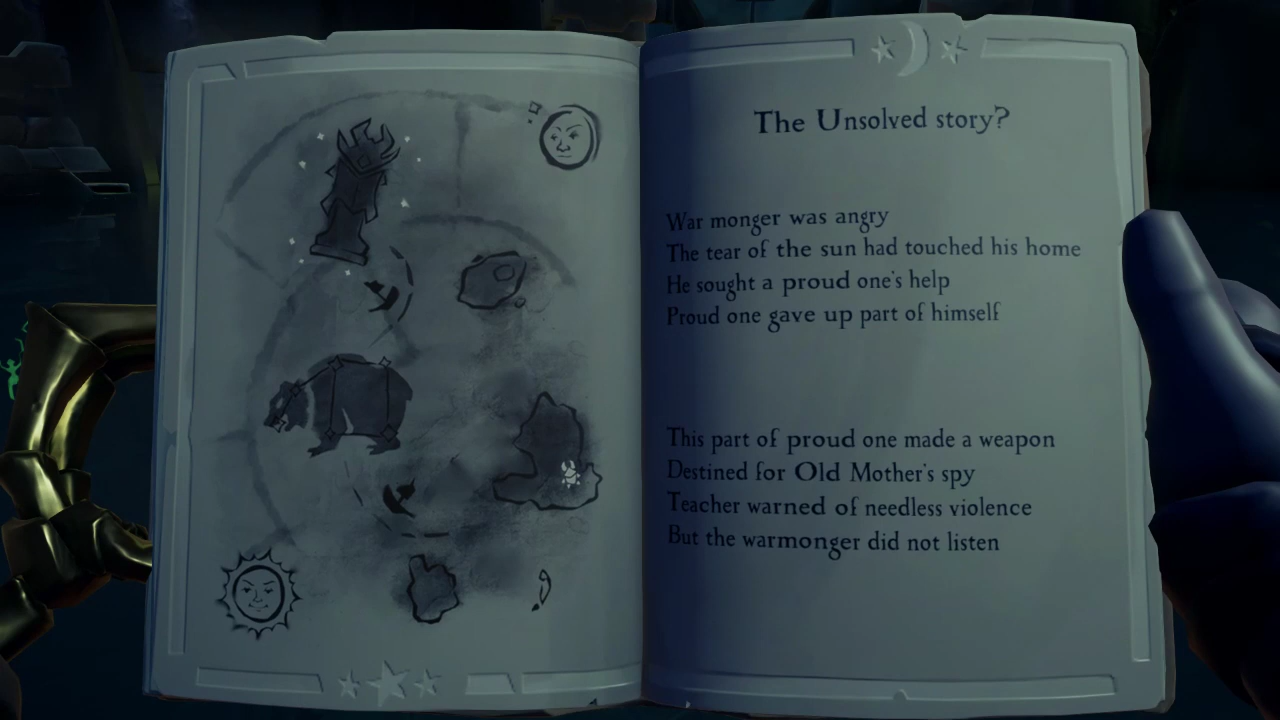 The Unsolved story?
War monger was angry
The tear of the sun had touched his home
He sought a proud one's help
Proud one gave up part of himself
This part of proud one made a weapon
Destined for Old Mother's spy
Teacher warned of needless violence
But the warmonger did not listen